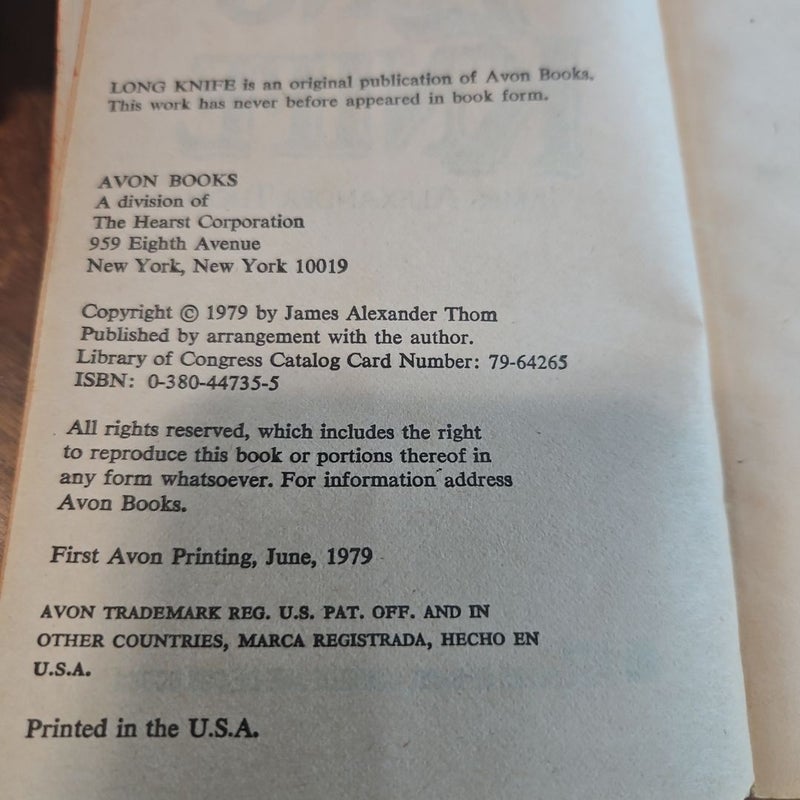 LONG KNIFE is an original publication of Avon Books.
This work has never before appeared in book form.
AVON BOOKS
A division of
The Hearst Corporation
959 Eighth Avenue
New York, New York 10019
Copyright © 1979 by James Alexander Thom
Published by arrangement with the author.
Library of Congress Catalog Card Number: 79-64265
ISBN: 0-380-44735-5
All rights reserved, which includes the right
to reproduce this book or portions thereof in
any form whatsoever. For information address
Avon Books.
First Avon Printing, June, 1979
AVON TRADEMARK REG. U.S. PAT. OFF. AND IN
OTHER COUNTRIES, MARCA REGISTRADA, HECHO EN
U.S.A.
Printed in the U.S.A.